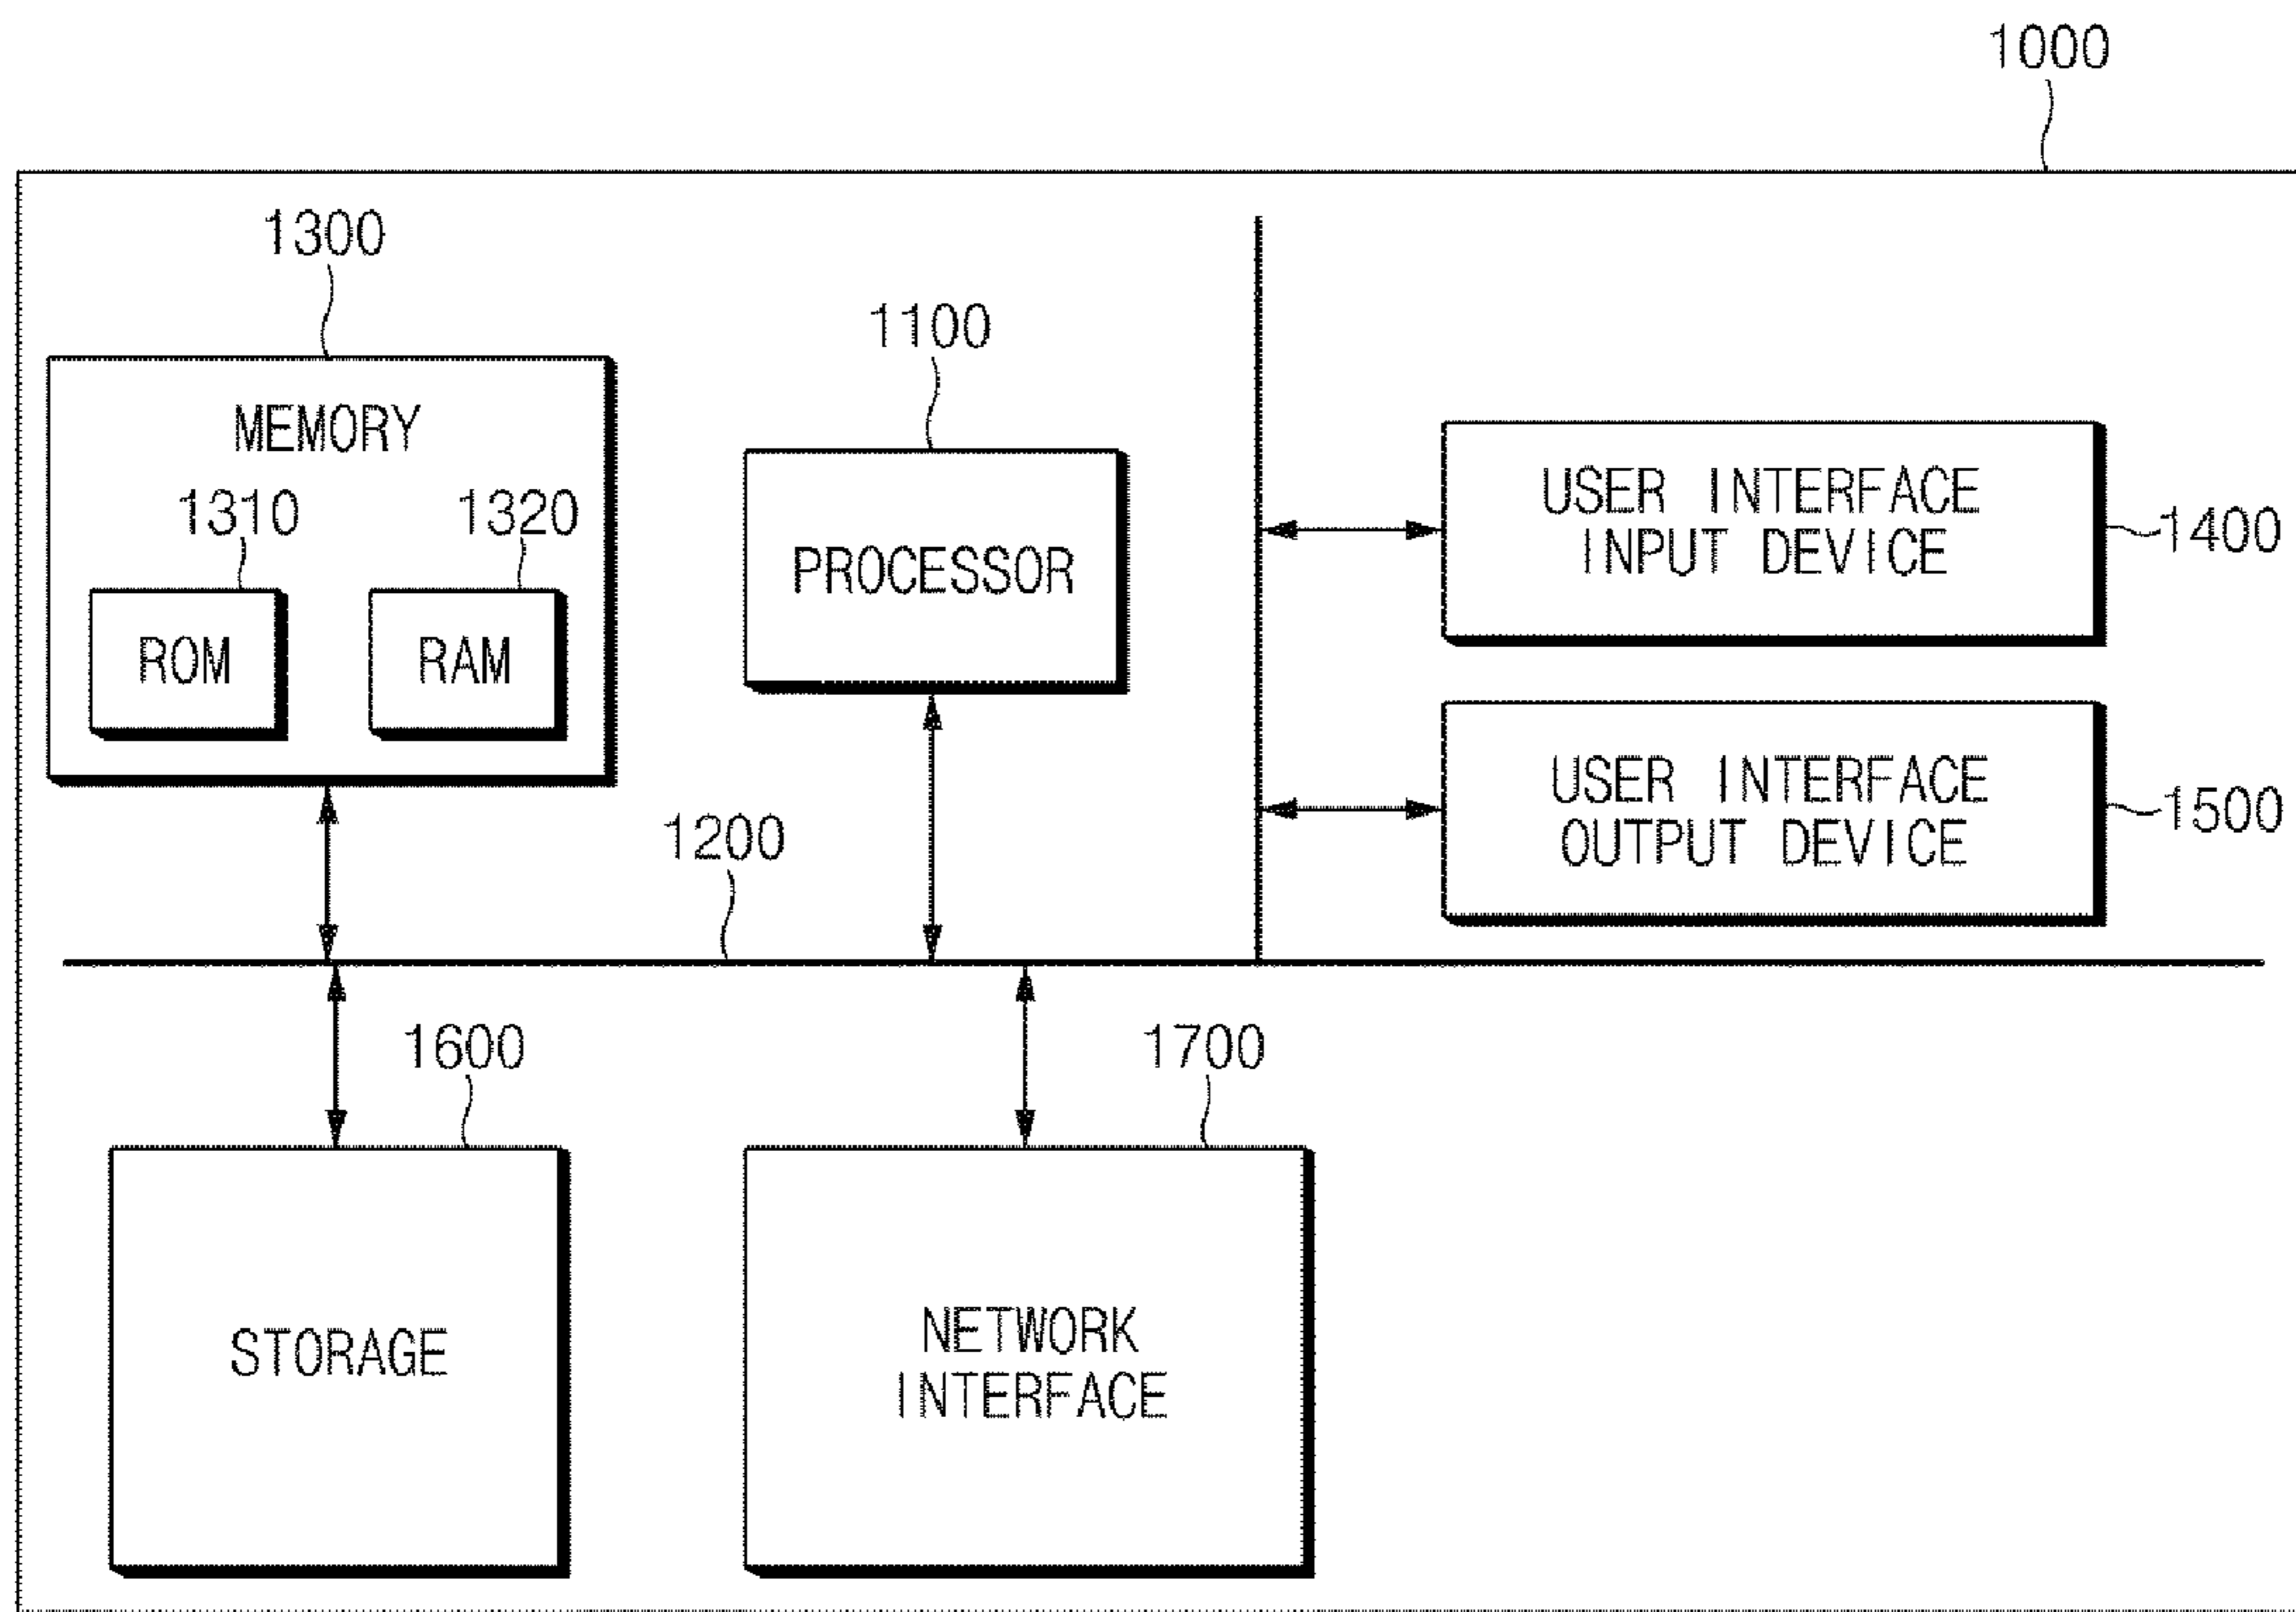 1000
1300
1100
MEMORY
1310
1320
ROM
RAM
PROCESSOR
USER INTERFACE
INPUT DEVICE
1400
USER INTERFACE
OUTPUT DEVICE
1500
1200
1600
1700
STORAGE
NETWORK
INTERFACE